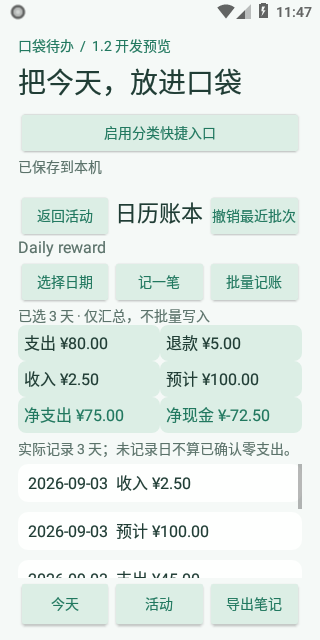 11:47
口袋待办 / 1.2 开发预览
把今天，放进口袋
启用分类快捷入口
已保存到本机
返回活动 日历账本 撤销最近批次
Daily reward
选择日期 记一笔 批量记账
已选 3 天 · 仅汇总，不批量写入
支出 ¥80.00 退款 ¥5.00
收入 ¥2.50 预计 ¥100.00
净支出 ¥75.00 净现金 ¥-72.50
实际记录 3 天；未记录日不算已确认零支出。
2026-09-03 收入 ¥2.50
2026-09-03 预计 ¥100.00
2026-09-03 支出 ¥45.00
今天 活动 导出笔记